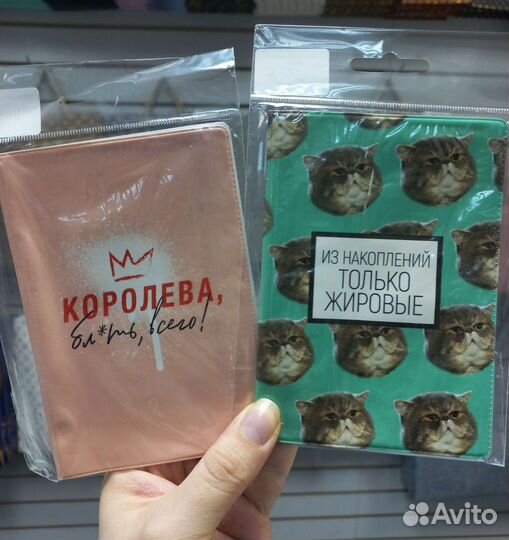 КОРОЛЕВА,
бл*ть, всего!
ИЗ НАКОПЛЕНИЙ
ТОЛЬКО
ЖИРОВЫЕ
Avito